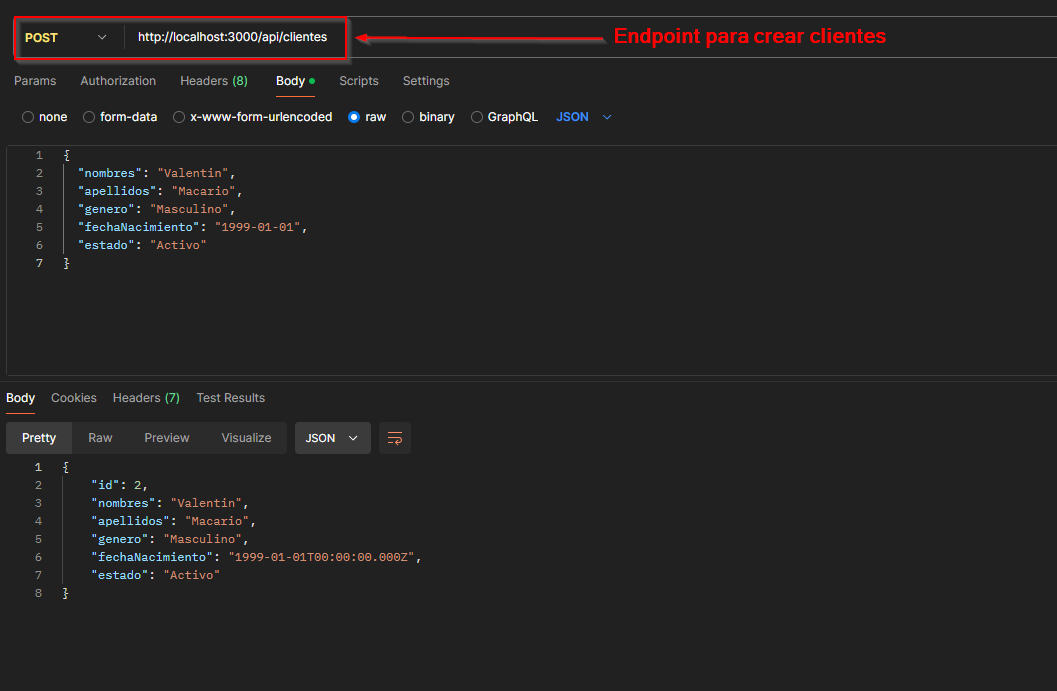 POST http://localhost:3000/api/clientes Endpoint para crear clientes
Params Authorization Headers (8) Body Scripts Settings
none form-data x-www-form-urlencoded raw binary GraphQL JSON
1 {
2 "nombres": "Valentin",
3 "apellidos": "Macario",
4 "genero": "Masculino",
5 "fechaNacimiento": "1999-01-01",
6 "estado": "Activo"
7 }
Body Cookies Headers (7) Test Results
Pretty Raw Preview Visualize JSON
1 {
2 "id": 2,
3 "nombres": "Valentin",
4 "apellidos": "Macario",
5 "genero": "Masculino",
6 "fechaNacimiento": "1999-01-01T00:00:00.000Z",
7 "estado": "Activo"
8 }